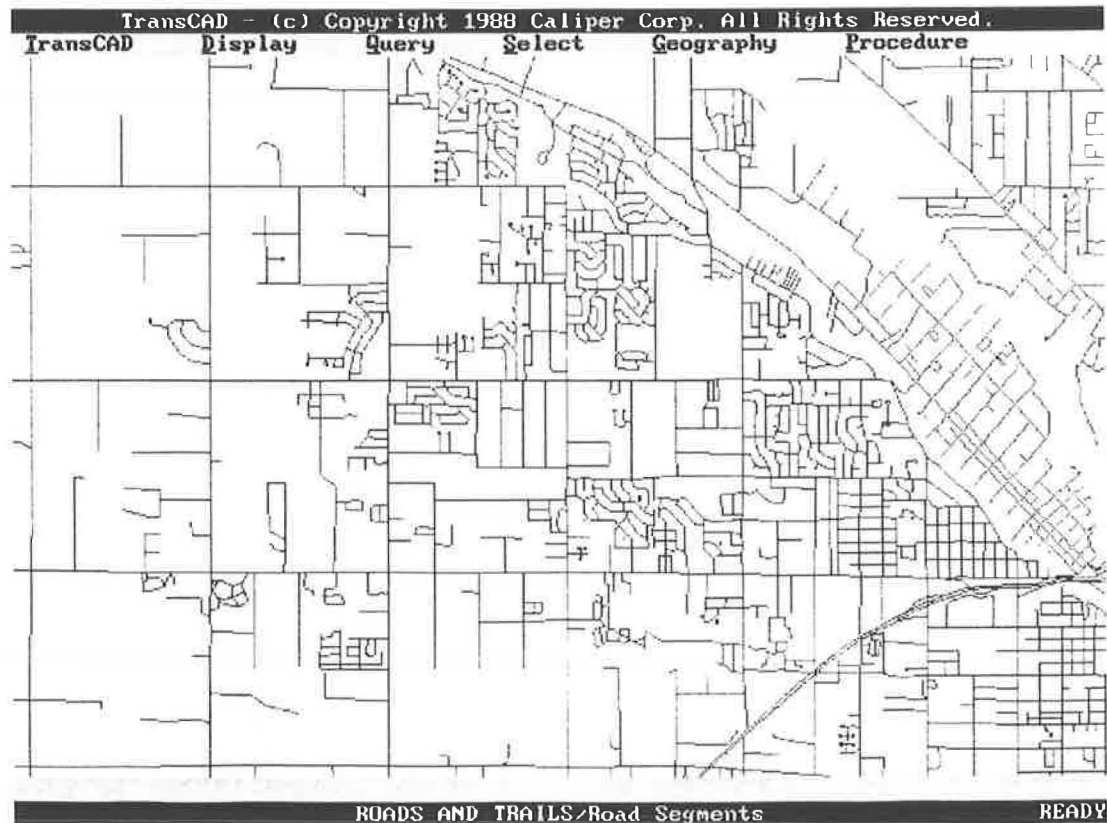 TransCAD - (c) Copyright 1988 Caliper Corp. All Rights Reserved.
TransCAD Display Query Select Geography Procedure
ROADS AND TRAILS/Road Segments READY